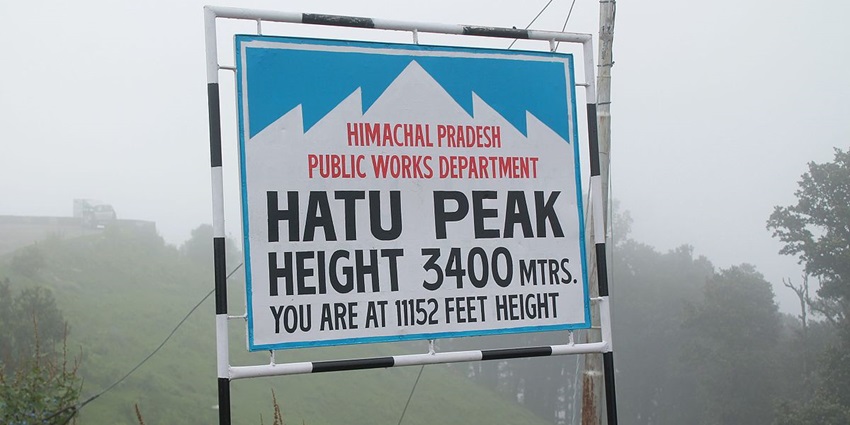 HIMACHAL PRADESH
PUBLIC WORKS DEPARTMENT
HATU PEAK
HEIGHT 3400 MTRS.
YOU ARE AT 11152 FEET HEIGHT